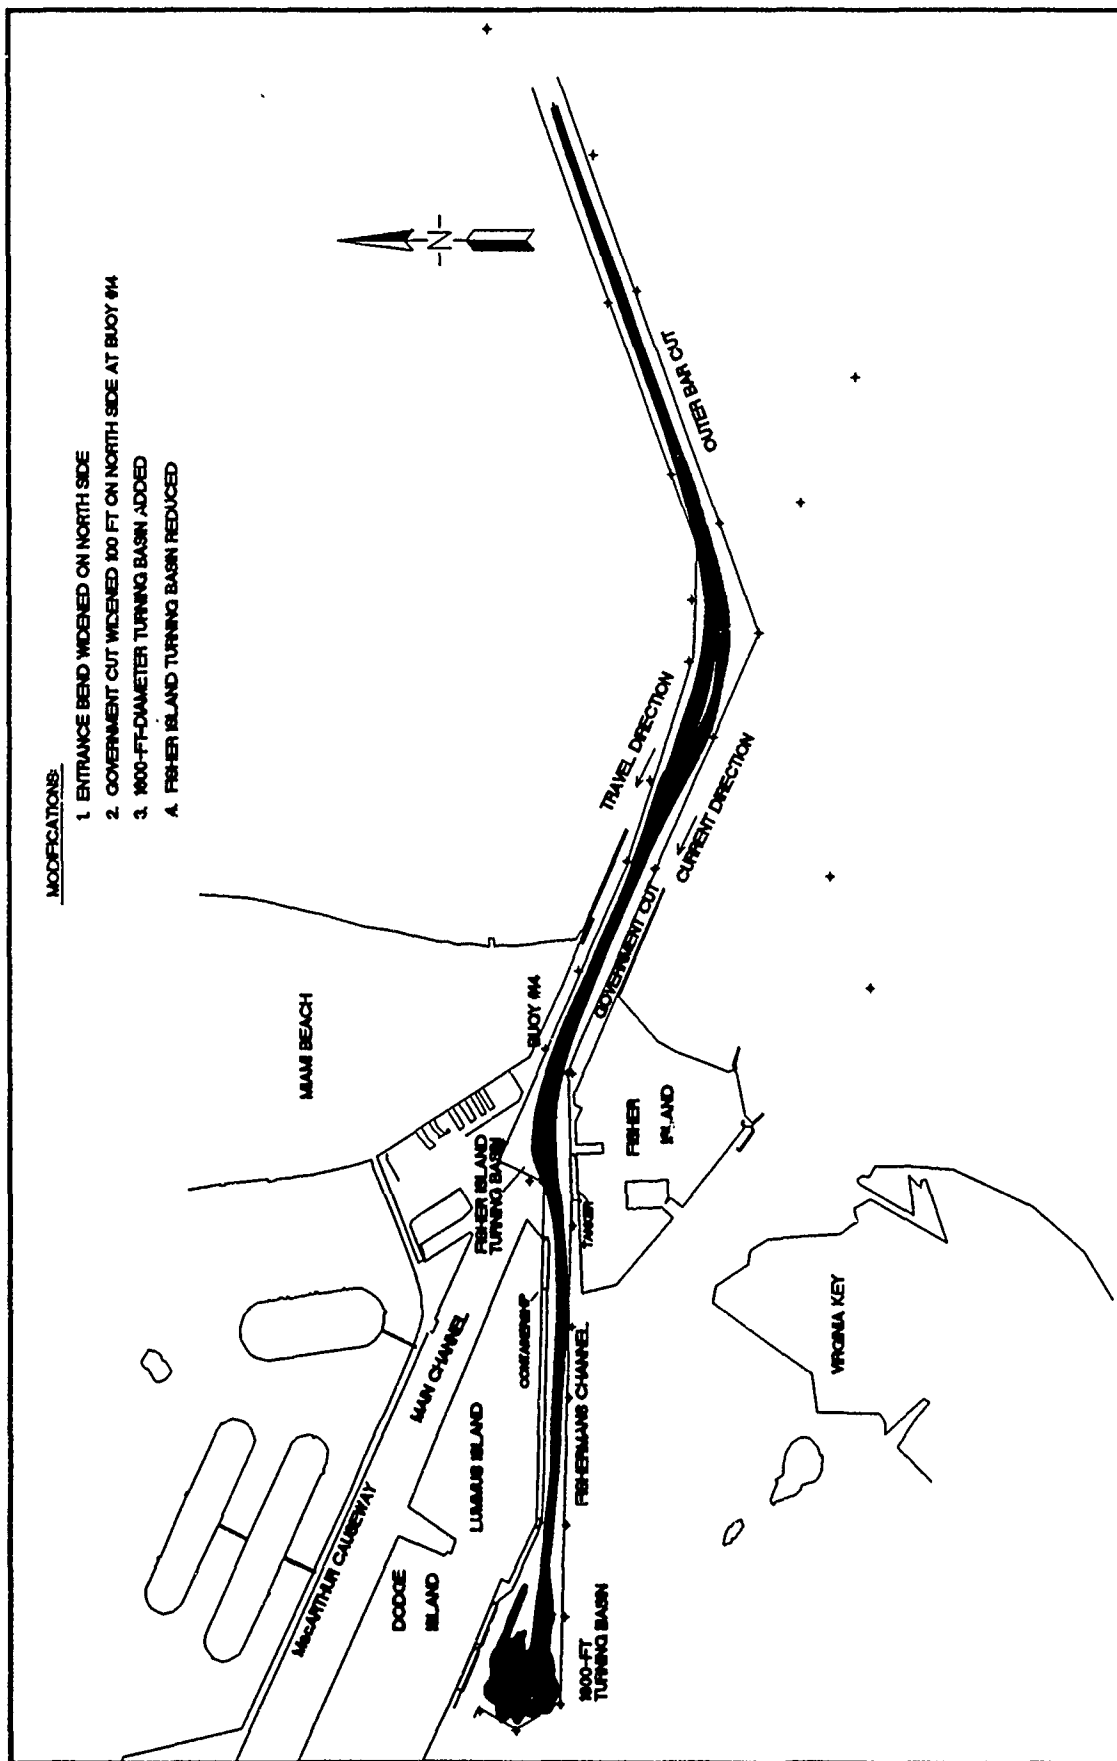 MODIFICATIONS:
1. ENTRANCE BEND WIDENED ON NORTH SIDE
2. GOVERNMENT CUT WIDENED 100 FT ON NORTH SIDE AT BUOY #14
3. 1600-FT-DIAMETER TURNING BASIN ADDED
4. FISHER ISLAND TURNING BASIN REDUCED
N
MIAMI BEACH
BUOY #14
TRAVEL DIRECTION
OUTER BAR CUT
CURRENT DIRECTION
GOVERNMENT CUT
FISHER ISLAND
TURNING BASIN
FISHER
ISLAND
TANKER
MacARTHUR CAUSEWAY
MAIN CHANNEL
CONTAINERSHIP
LUMMUS ISLAND
FISHERMANS CHANNEL
DODGE
ISLAND
1600-FT
TURNING BASIN
VIRGINIA KEY